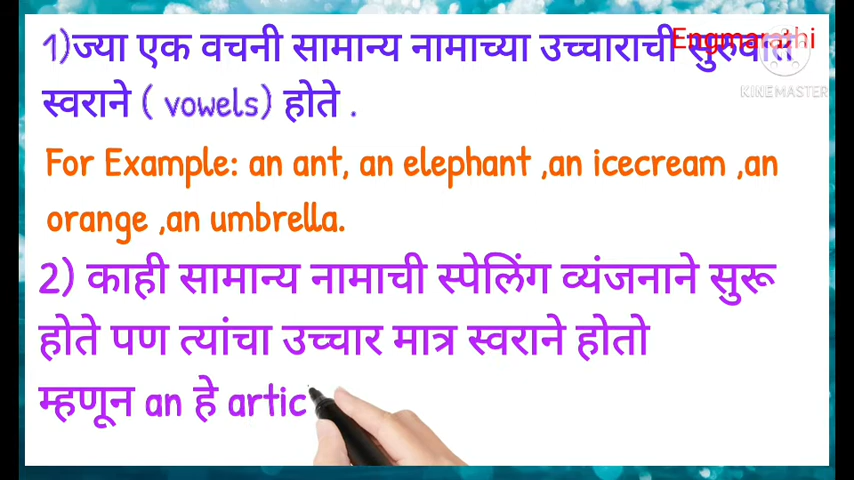 1)ज्या एक वचनी सामान्य नामाच्या उच्चाराची सुरुवात
Engmarathi
स्वराने ( vowels) होते .
KINEMASTER
For Example: an ant, an elephant ,an icecream ,an
orange ,an umbrella.
2) काही सामान्य नामाची स्पेलिंग व्यंजनाने सुरू
होते पण त्यांचा उच्चार मात्र स्वराने होतो
म्हणून an हे artic